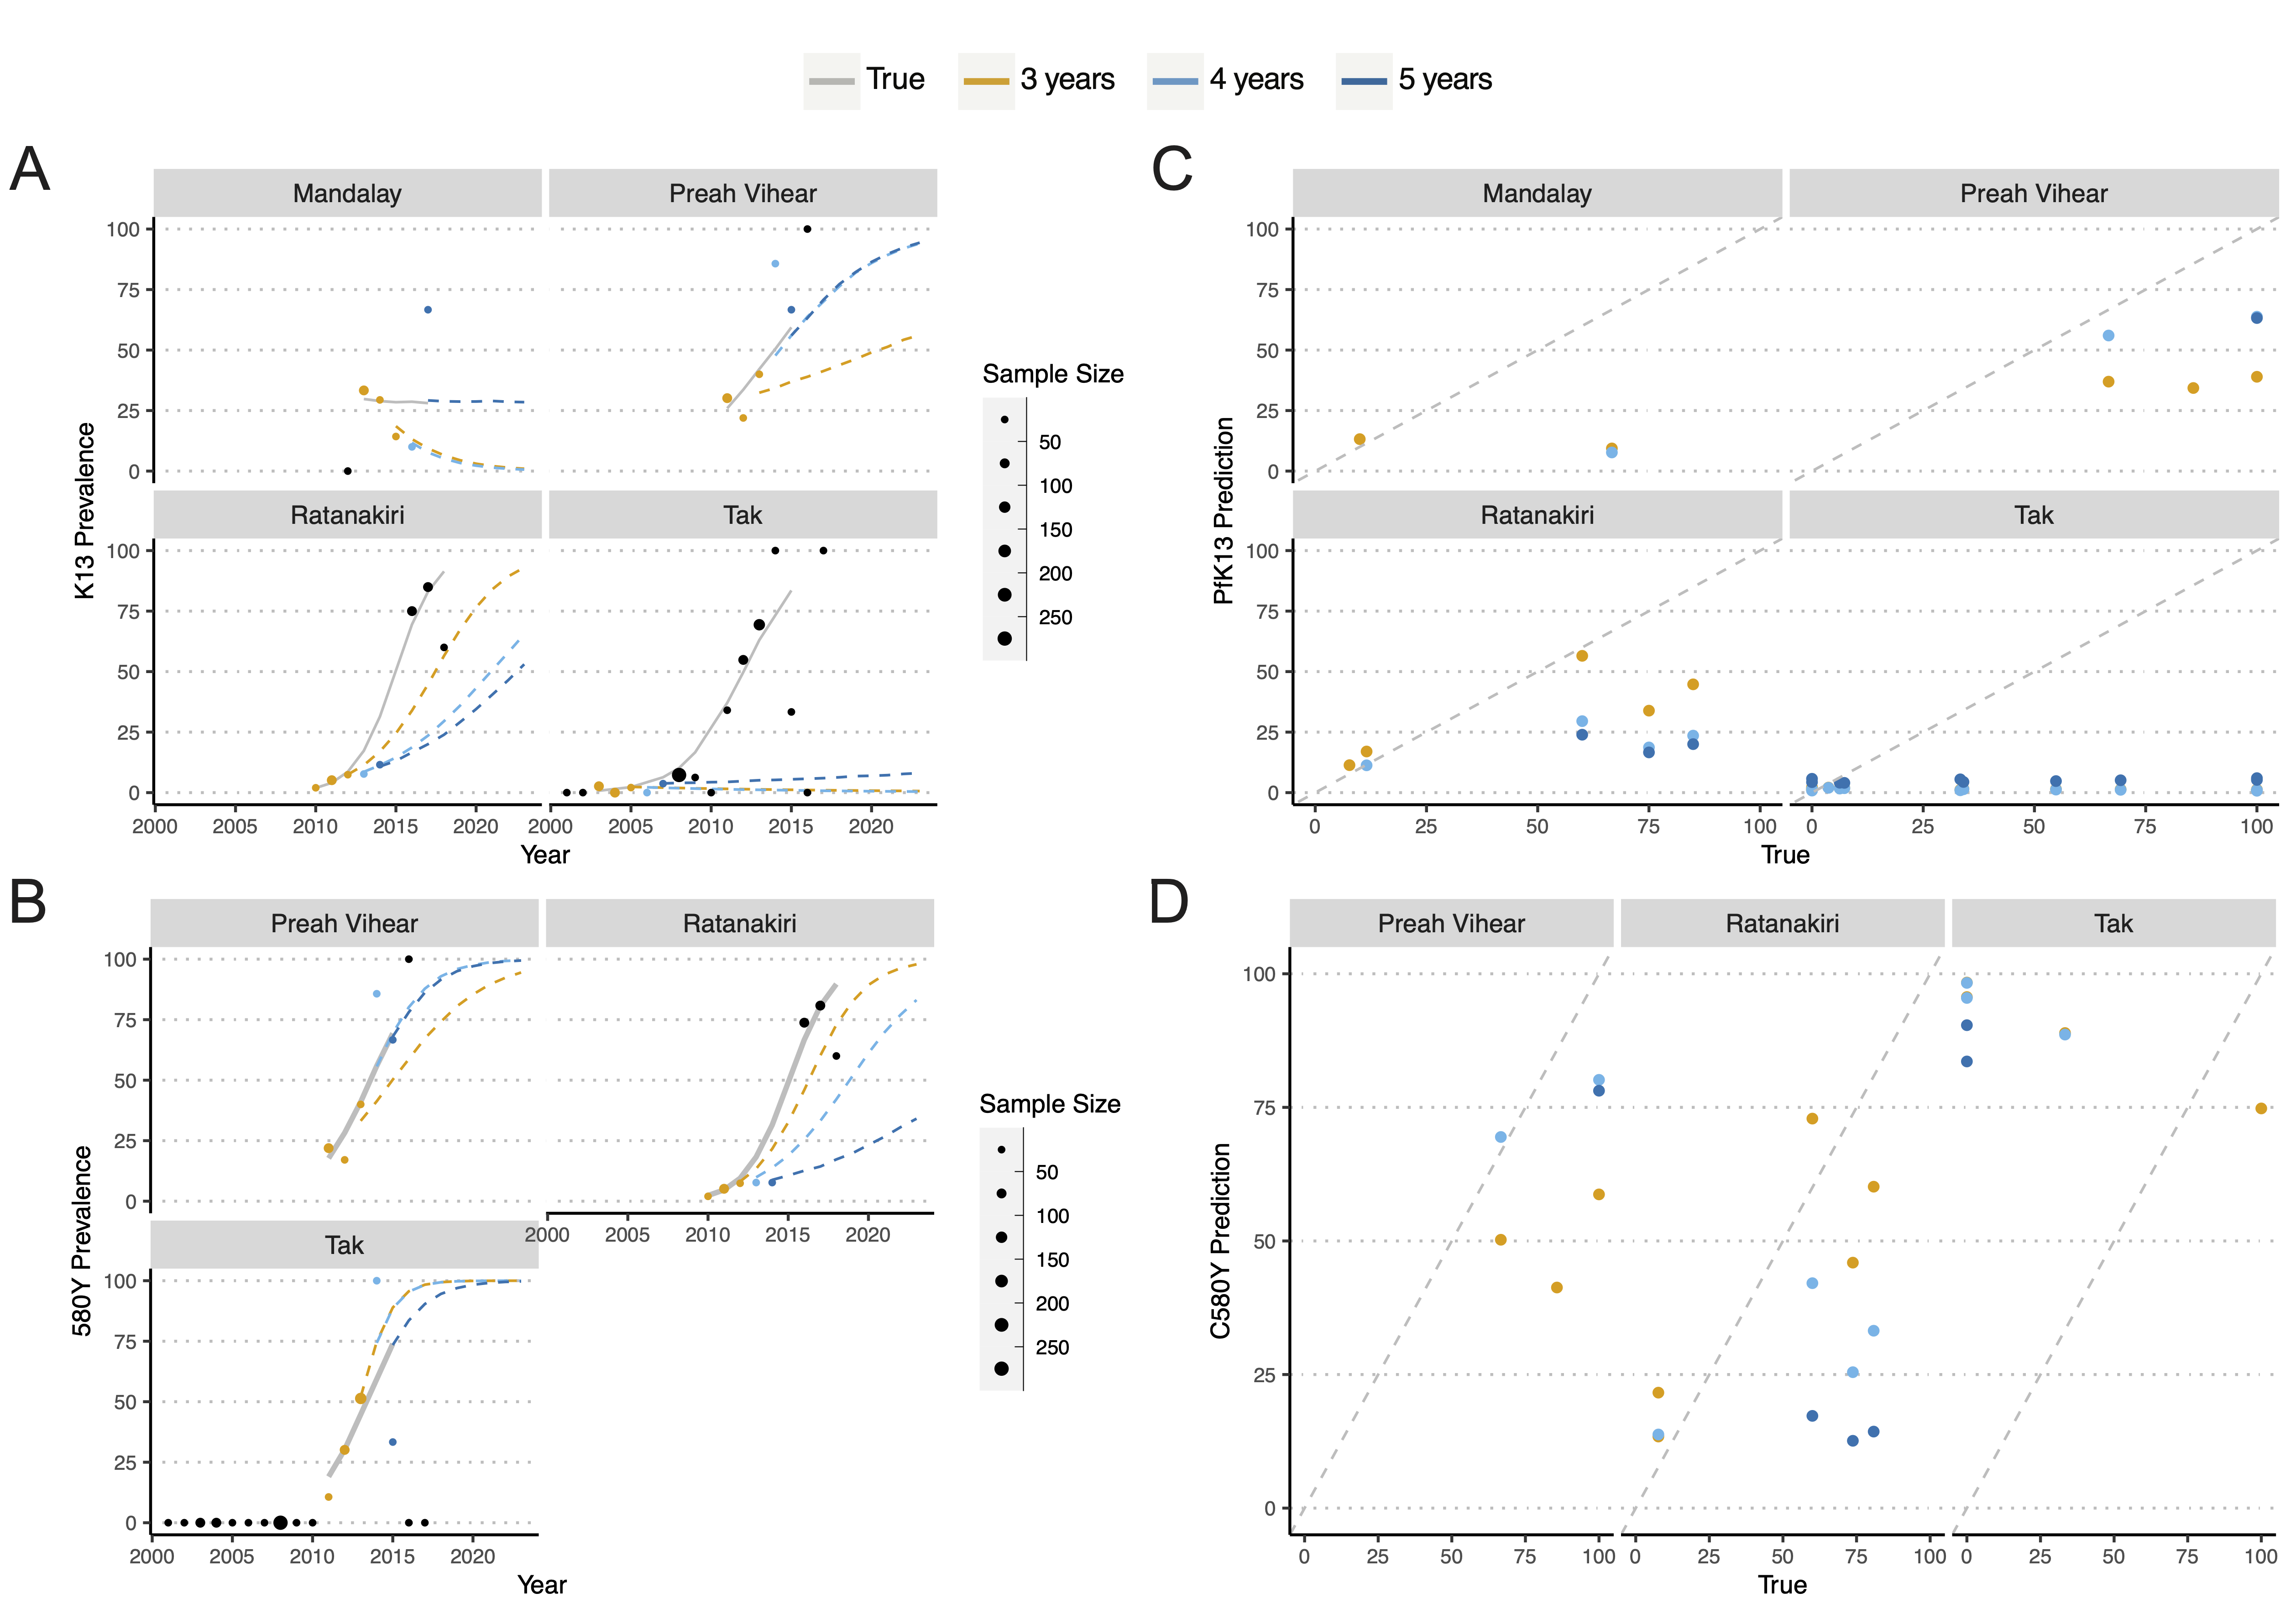 True 3 years 4 years 5 years
A
Mandalay Preah Vihear
100
75
50
25
0
Ratanakiri Tak
100
75
50
25
0
2000 2005 2010 2015 2020 2000 2005 2010 2015 2020
Year
K13 Prevalence
Sample Size
50
100
150
200
250
C
Mandalay Preah Vihear
100
75
50
25
0
Ratanakiri Tak
100
75
50
25
0
0 25 50 75 100 0 25 50 75 100
True
PfK13 Prediction
B
Preah Vihear Ratanakiri
100
75
50
25
0
2000 2005 2010 2015 2020
Tak
100
75
50
25
0
2000 2005 2010 2015 2020
Year
580Y Prevalence
Sample Size
50
100
150
200
250
D
Preah Vihear Ratanakiri Tak
100
75
50
25
0
0 25 50 75 100 0 25 50 75 100 0 25 50 75 100
True
C580Y Prediction